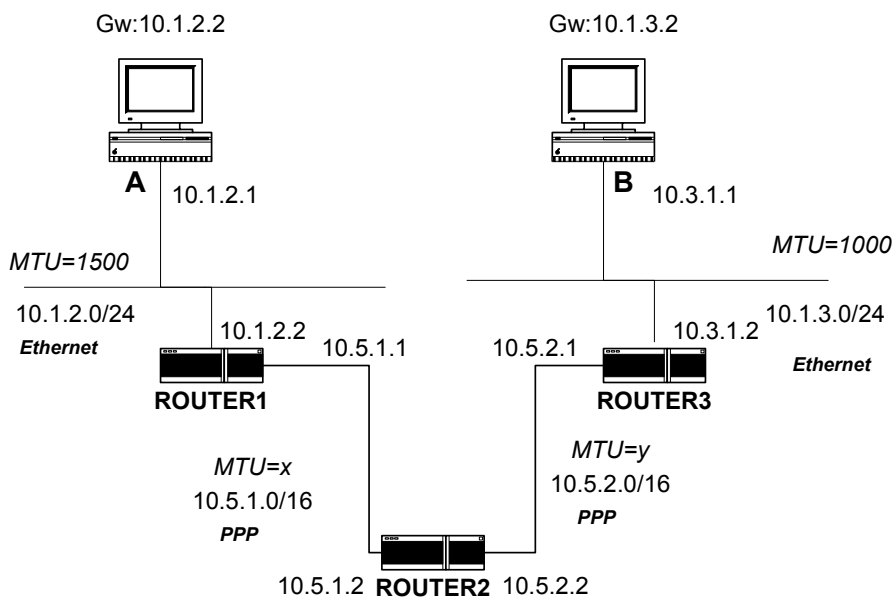 Gw:10.1.2.2
Gw:10.1.3.2
A
B
10.1.2.1
10.3.1.1
MTU=1500
MTU=1000
10.1.2.0/24
Ethernet
10.1.2.2
10.5.1.1
10.5.2.1
10.3.1.2
10.1.3.0/24
Ethernet
ROUTER1
ROUTER3
MTU=x
10.5.1.0/16
PPP
MTU=y
10.5.2.0/16
PPP
10.5.1.2
ROUTER2
10.5.2.2